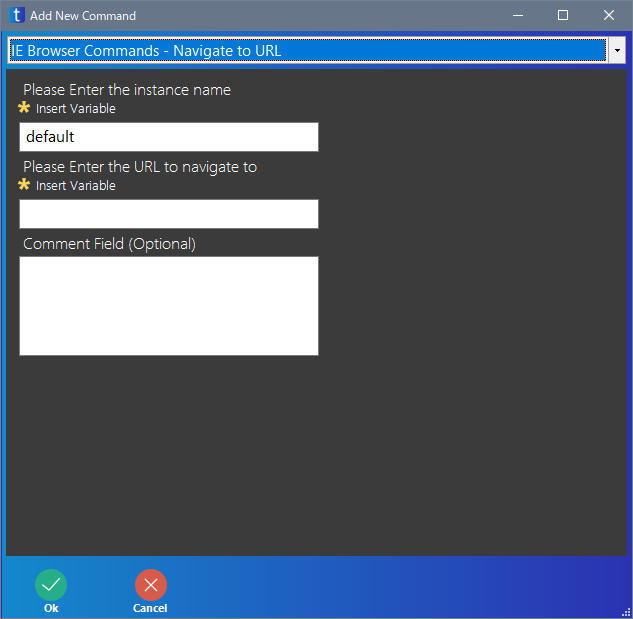 t Add New Command
IE Browser Commands - Navigate to URL
Please Enter the instance name
Insert Variable
default
Please Enter the URL to navigate to
Insert Variable
Comment Field (Optional)
Ok
Cancel